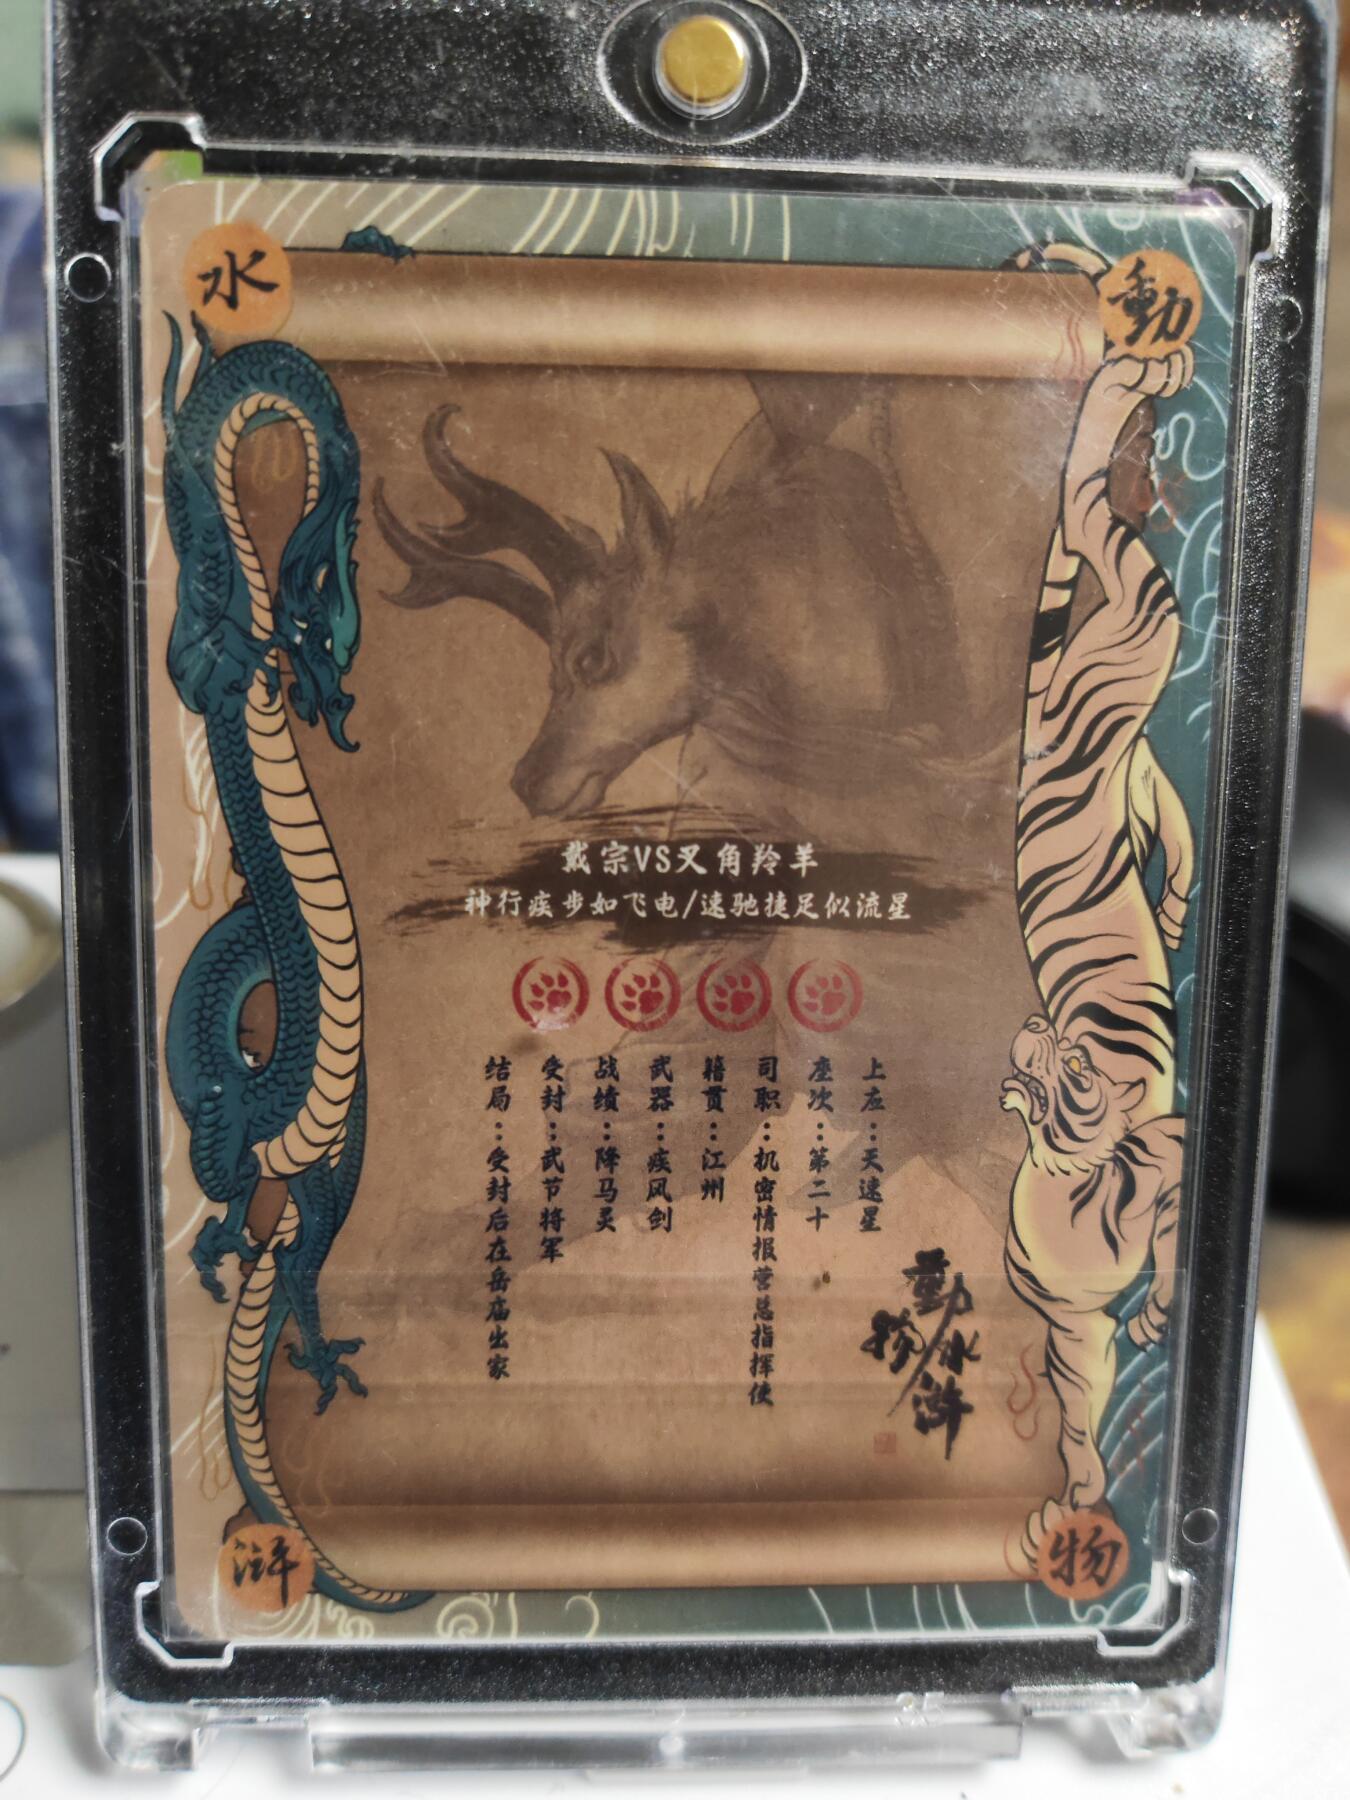 水
動
戴宗VS叉角羚羊
神行疾步如飞电/速驰捷足似流星
上应：天速星
座次：第二十
司职：机密情报营总指挥使
籍贯：江州
武器：疾风剑
战绩：降马灵
受封：武节将军
结局：受封后在岳庙出家
動物
水滸
滸
物